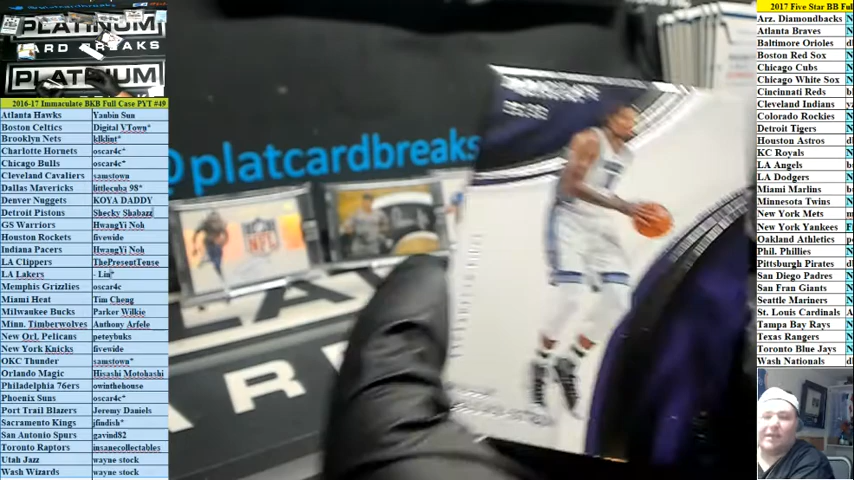 PLATINUM
CARD BREAKS
PLATINUM
2016-17 Immaculate BKB Full Case PYT #49
Atlanta Hawks Yanbin Sun
Boston Celtics Digital VTown*
Brooklyn Nets klklint*
Charlotte Hornets oscar4c*
Chicago Bulls oscar4c*
Cleveland Cavaliers samstown
Dallas Mavericks littlecuba 98*
Denver Nuggets KOYA DADDY
Detroit Pistons Shecky Shabazz
GS Warriors HwangYi Noh
Houston Rockets fivewide
Indiana Pacers HwangYi Noh
LA Clippers ThePresentTense
LA Lakers - Lin*
Memphis Grizzlies oscar4c
Miami Heat Tim Cheng
Milwaukee Bucks Parker Wilkie
Minn. Timberwolves Anthony Arfele
New Orl. Pelicans peteybuks
New York Knicks fivewide
OKC Thunder samstown*
Orlando Magic Hisashi Motohashi
Philadelphia 76ers owinthehouse
Phoenix Suns oscar4c*
Port Trail Blazers Jeremy Daniels
Sacramento Kings jfindish*
San Antonio Spurs gavind82
Toronto Raptors insanecollectables
Utah Jazz wayne stock
Wash Wizards wayne stock
@platcardbreaks
NFL
2017 Five Star BB Ful
Arz. Diamondbacks
Atlanta Braves
Baltimore Orioles
Boston Red Sox
Chicago Cubs
Chicago White Sox
Cincinnati Reds
Cleveland Indians
Colorado Rockies
Detroit Tigers
Houston Astros
KC Royals
LA Angels
LA Dodgers
Miami Marlins
Minnesota Twins
New York Mets
New York Yankees
Oakland Athletics
Phil. Phillies
Pittsburgh Pirates
San Diego Padres
San Fran Giants
Seattle Mariners
St. Louis Cardinals
Tampa Bay Rays
Texas Rangers
Toronto Blue Jays
Wash Nationals